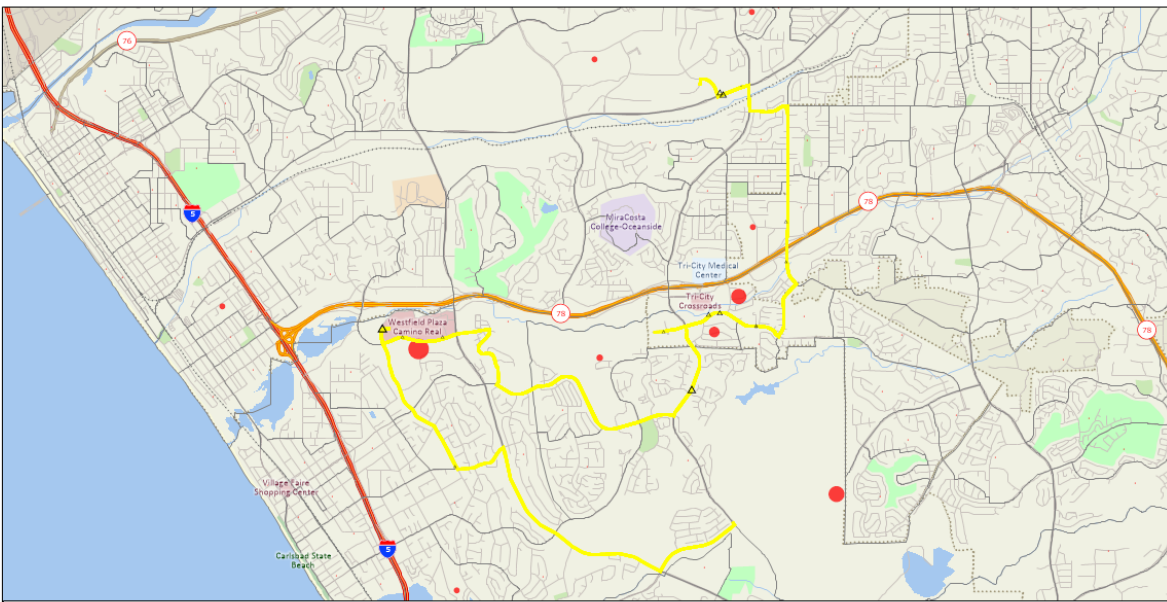 76
5
78
MiraCosta
College-Oceanside
Tri-City Medical
Center
Tri-City
Crossroads
78
Westfield Plaza
Camino Real
78
Village Faire
Shopping Center
5
Carlsbad State
Beach